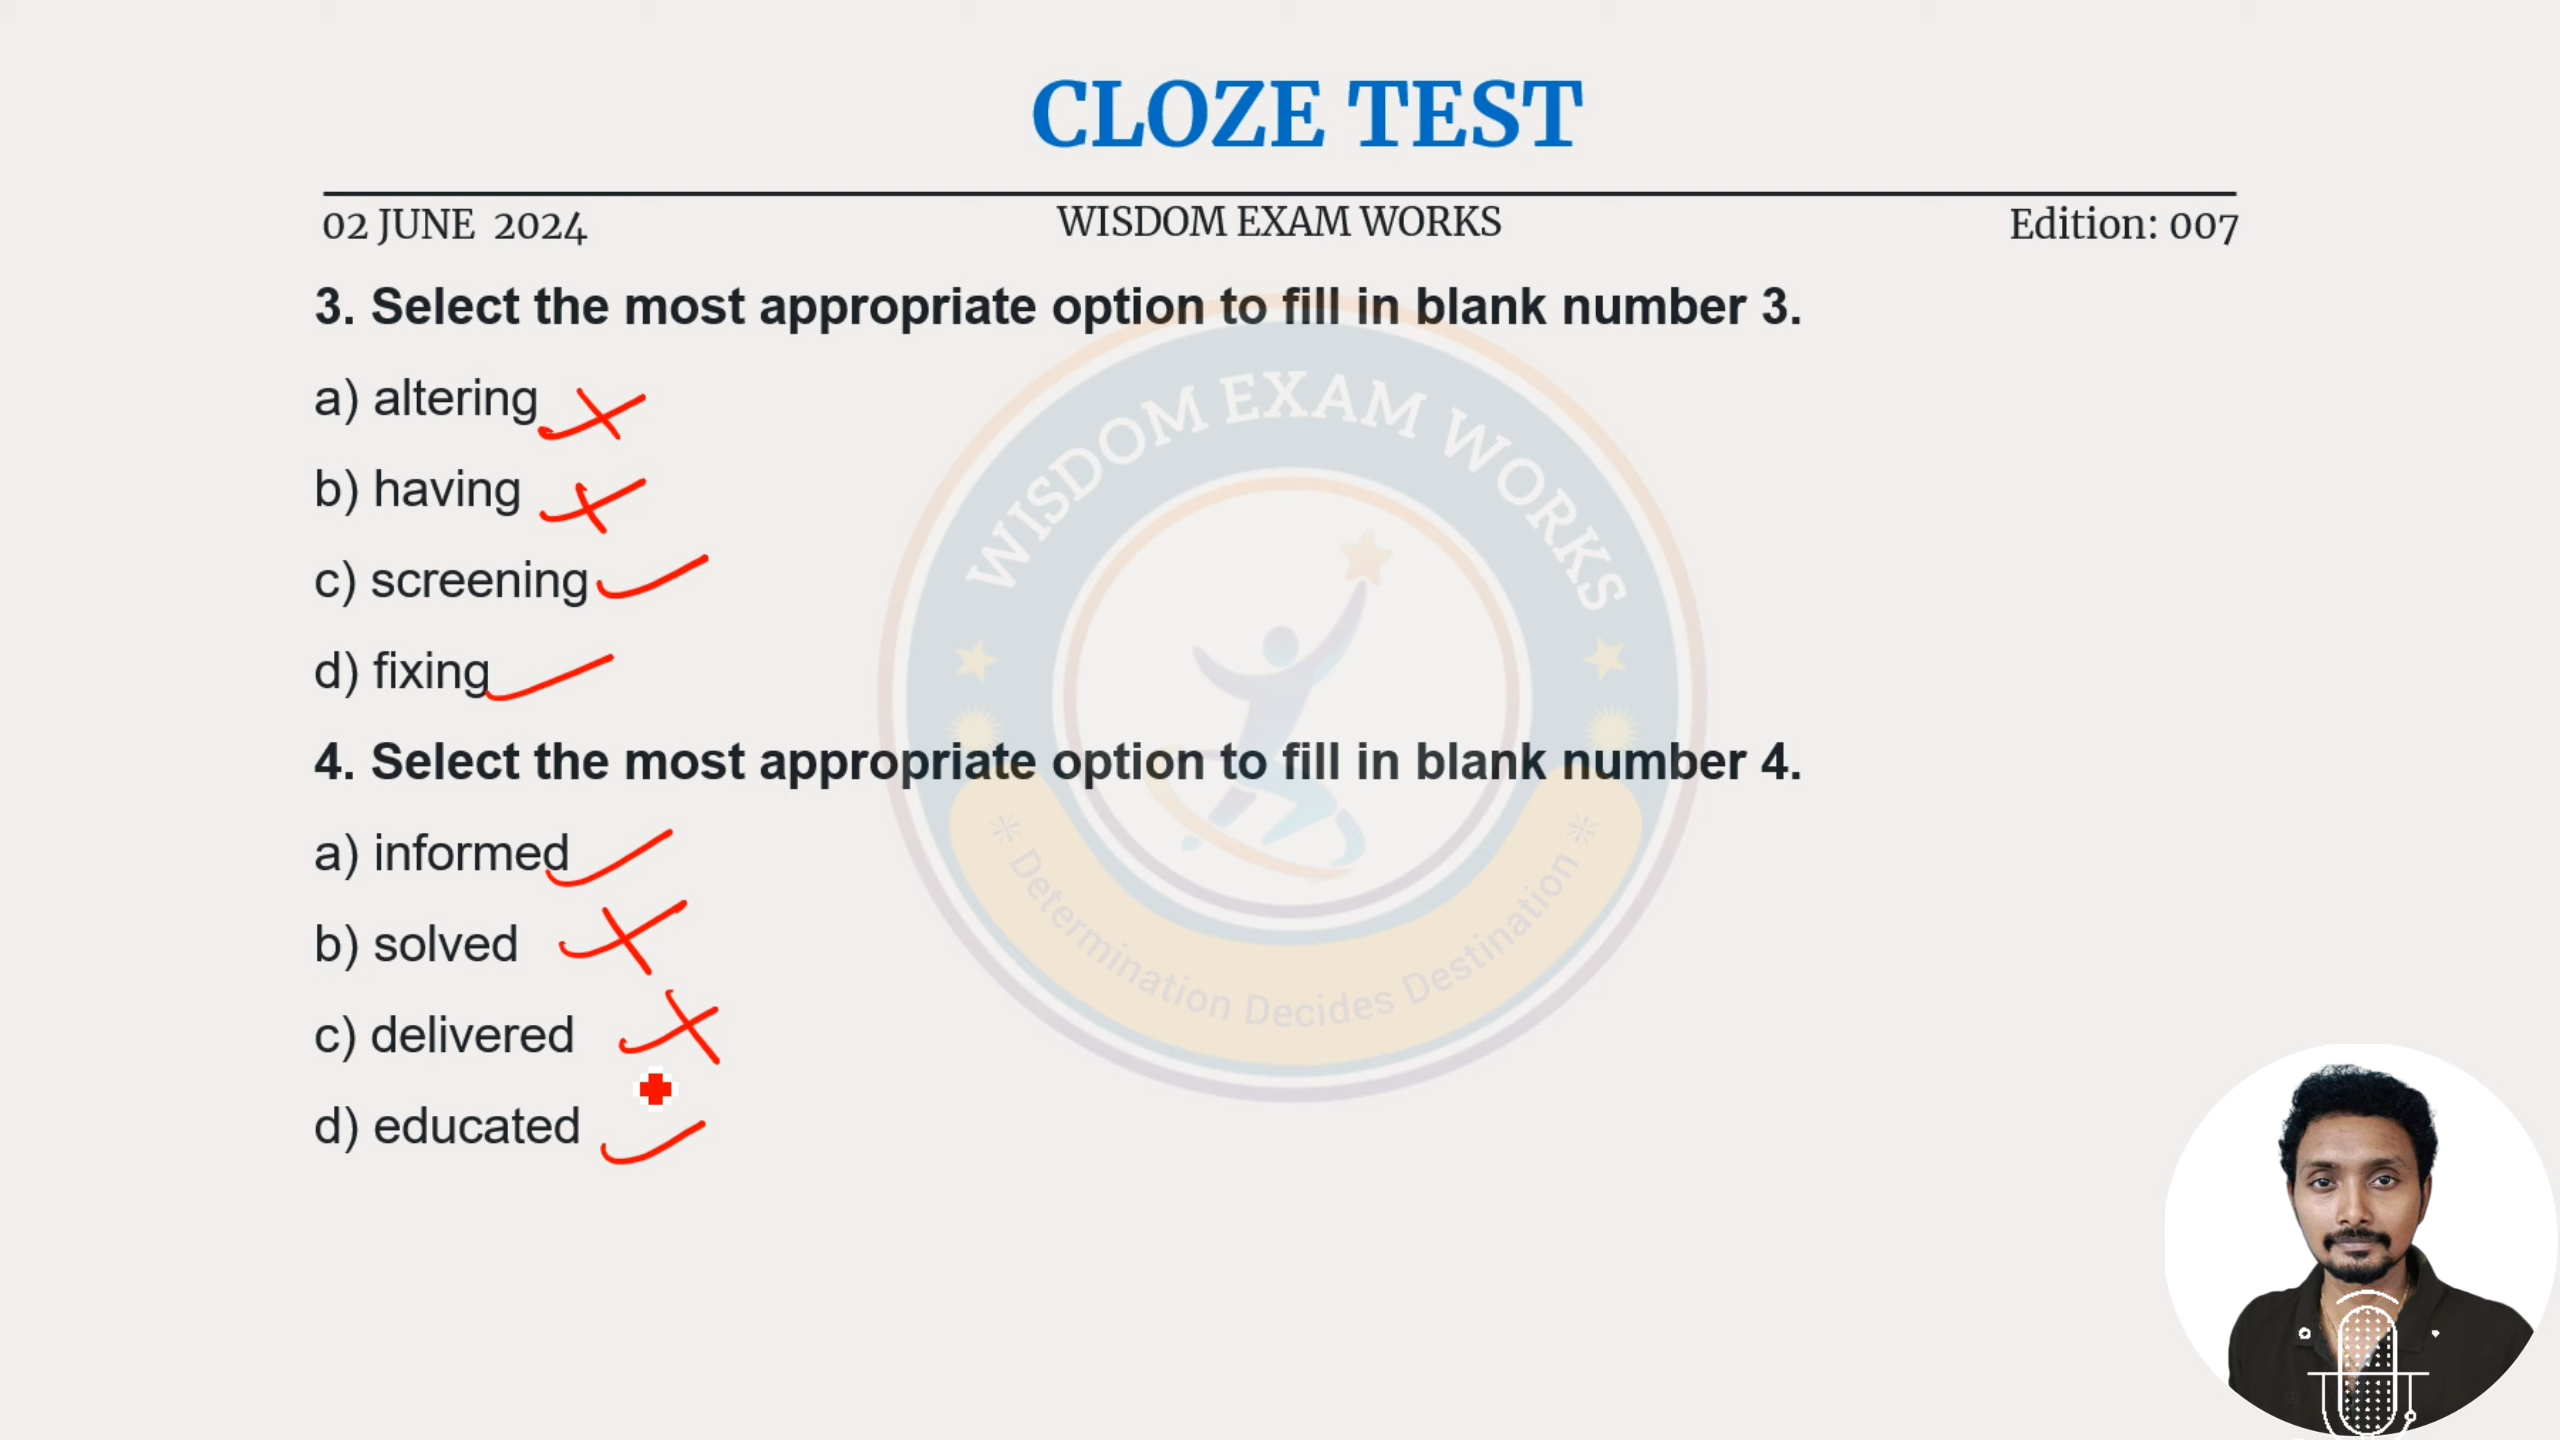 CLOZE TEST
02 JUNE 2024 WISDOM EXAM WORKS Edition: 007
3. Select the most appropriate option to fill in blank number 3.
a) altering
b) having
c) screening
d) fixing
4. Select the most appropriate option to fill in blank number 4.
a) informed
b) solved
c) delivered
d) educated
WISDOM EXAM WORKS
Determination Decides Destination